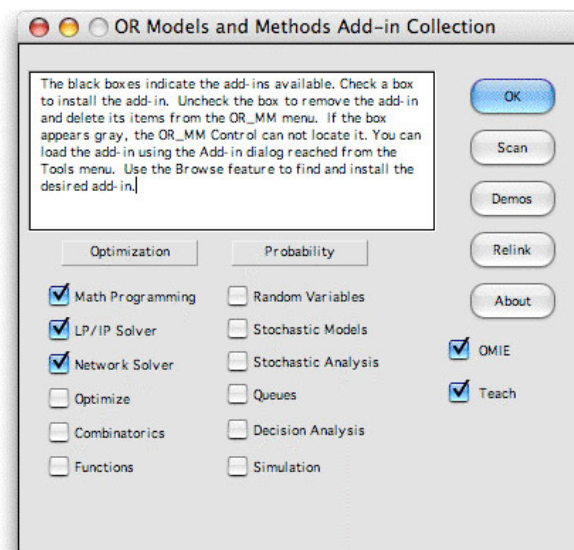 OR Models and Methods Add-in Collection
The black boxes indicate the add-ins available. Check a box
to install the add-in. Uncheck the box to remove the add-in
and delete its items from the OR_MM menu. If the box
appears gray, the OR_MM Control can not locate it. You can
load the add-in using the Add-in dialog reached from the
Tools menu. Use the Browse feature to find and install the
desired add-in.
OK
Scan
Demos
Relink
About
OMIE
Teach
Optimization
Math Programming
LP/IP Solver
Network Solver
Optimize
Combinatorics
Functions
Probability
Random Variables
Stochastic Models
Stochastic Analysis
Queues
Decision Analysis
Simulation